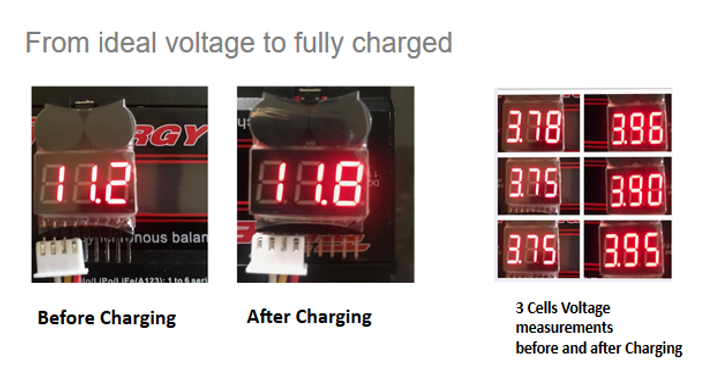 From ideal voltage to fully charged
RGY
11.2
nous balan
LiPo/LiFe(A123): 1 to 6 seri
11.8
3.78 3.96
3.75 3.90
3.75 3.95
Before Charging
After Charging
3 Cells Voltage
measurements
before and after Charging